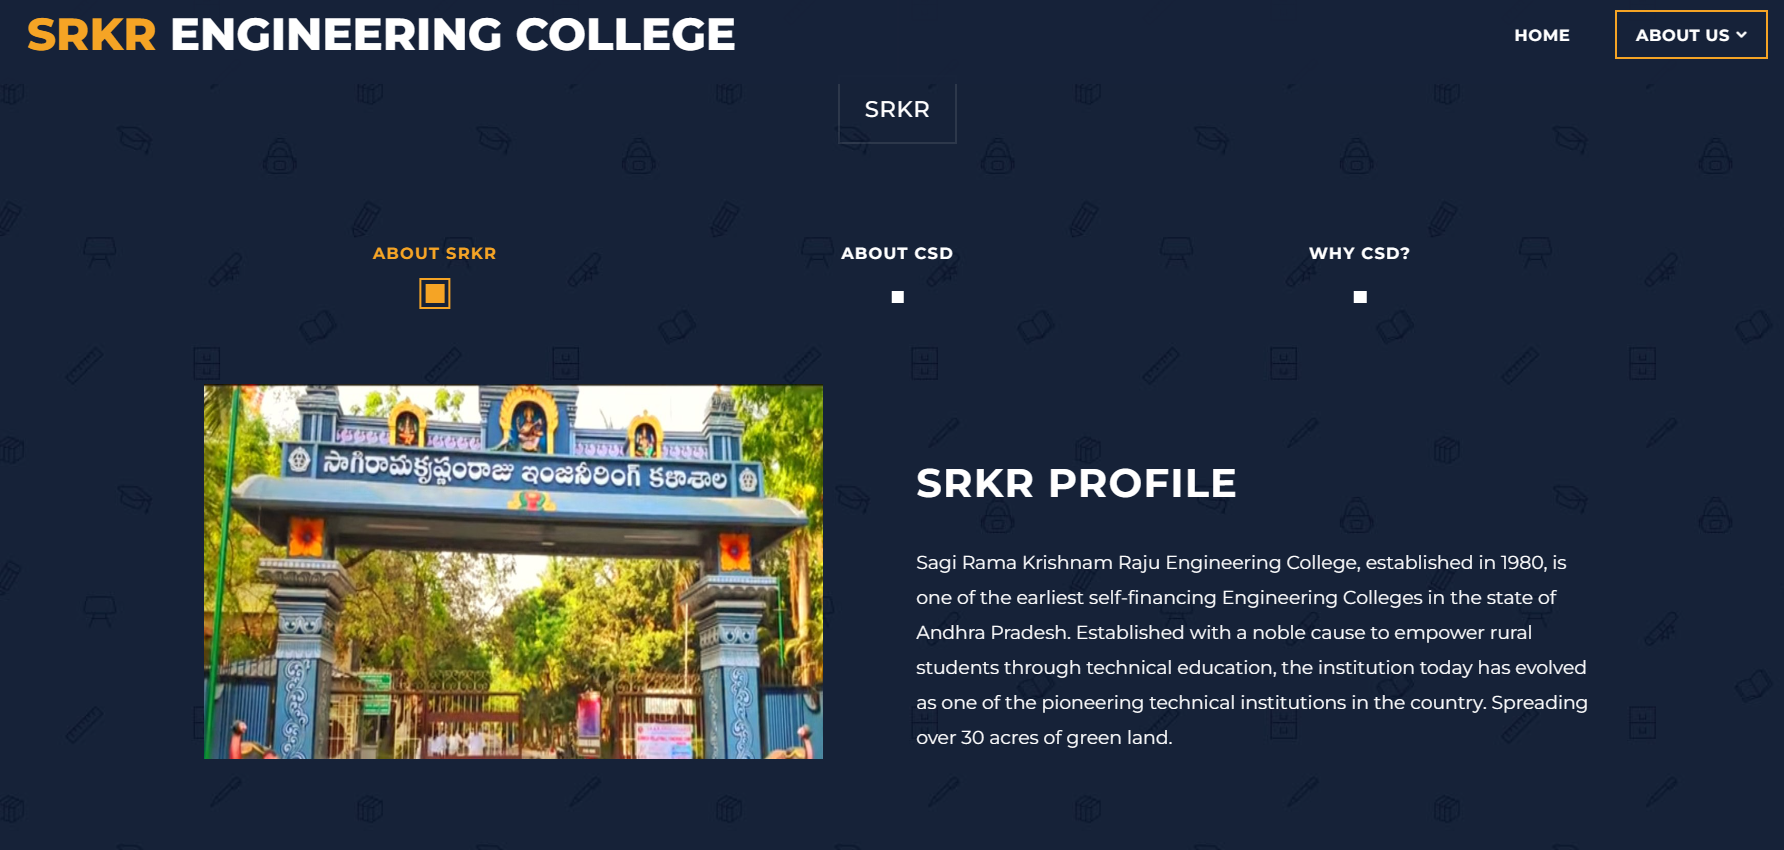 SRKR ENGINEERING COLLEGE
HOME
ABOUT US
SRKR
ABOUT SRKR
ABOUT CSD
WHY CSD?
సాగిరామకృష్ణంరాజు ఇంజనీరింగ్ కళాశాల
SRKR PROFILE
Sagi Rama Krishnam Raju Engineering College, established in 1980, is
one of the earliest self-financing Engineering Colleges in the state of
Andhra Pradesh. Established with a noble cause to empower rural
students through technical education, the institution today has evolved
as one of the pioneering technical institutions in the country. Spreading
over 30 acres of green land.